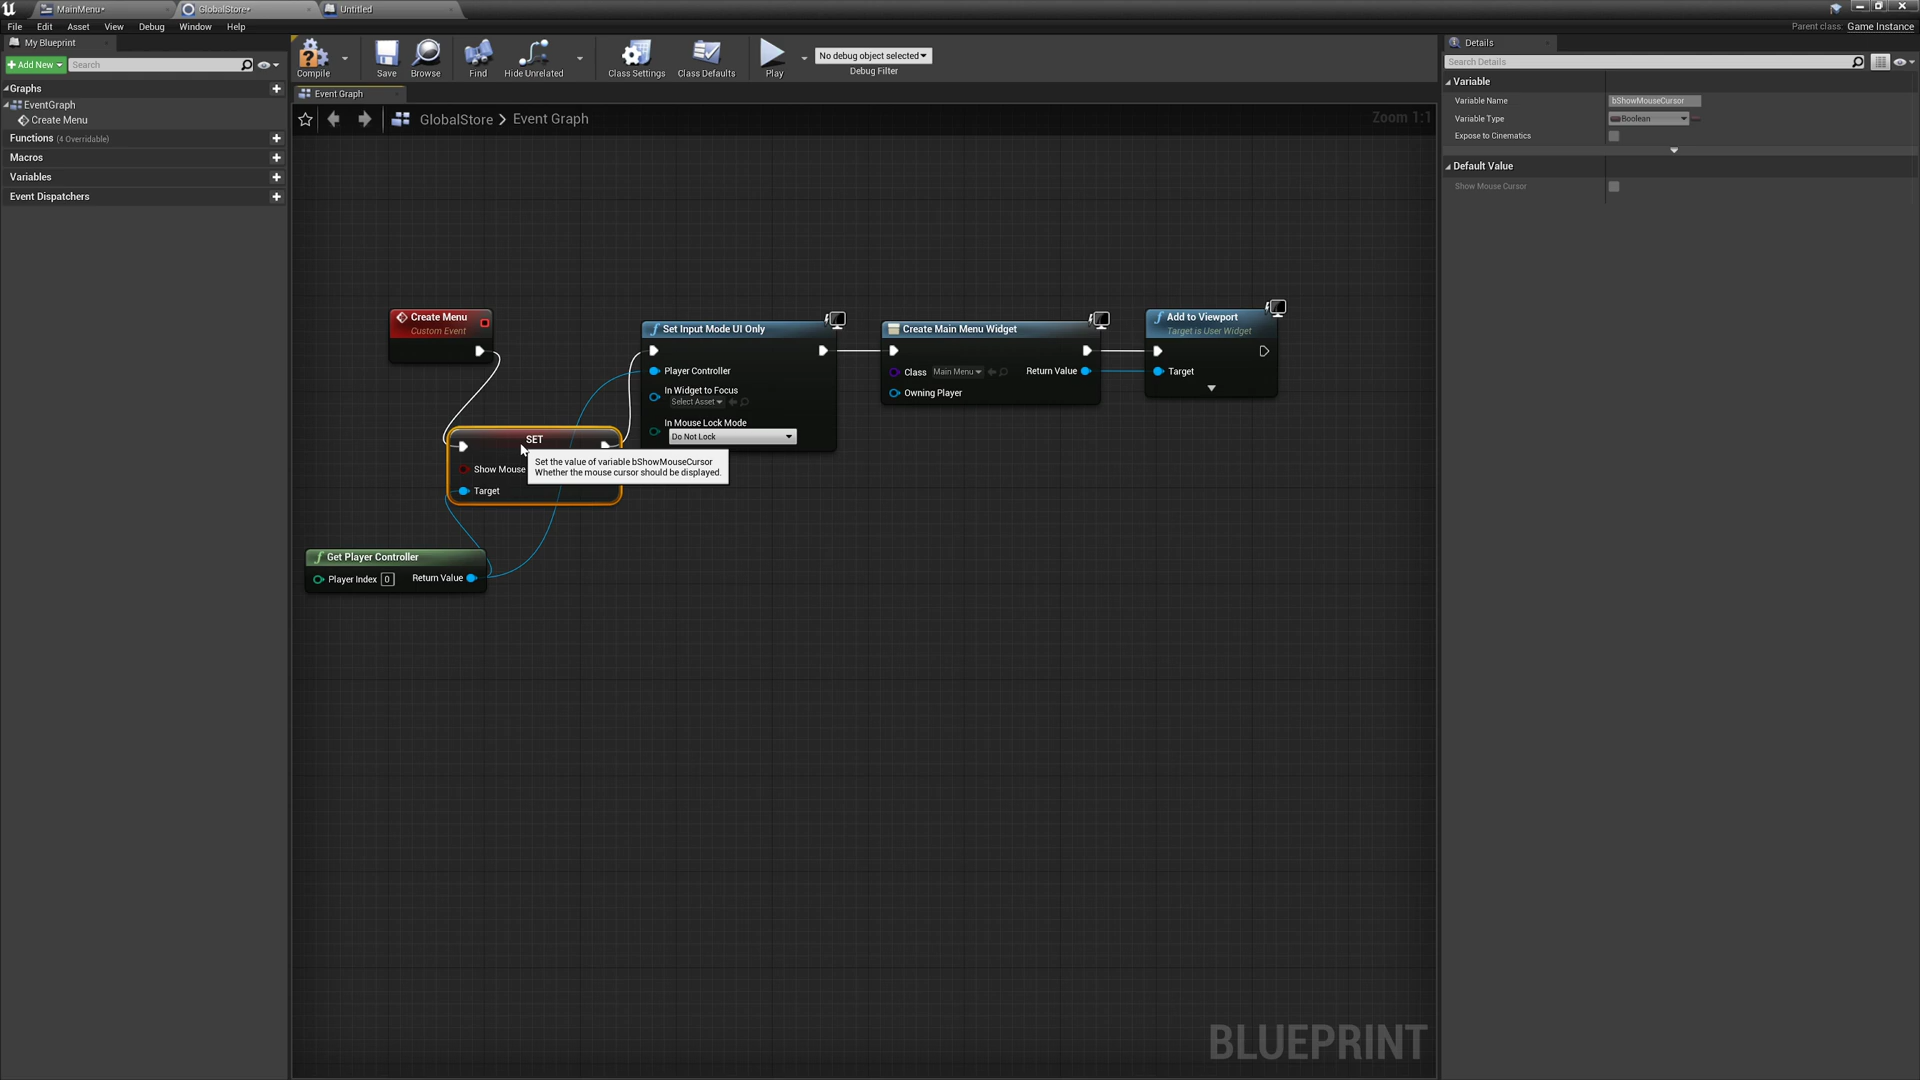 MainMenu•
GlobalStore•
Untitled
File Edit Asset View Debug Window Help
Parent class: Game Instance
My Blueprint
+ Add New
Search
Graphs
EventGraph
Create Menu
Functions (4 Overridable)
Macros
Variables
Event Dispatchers
Compile
Save
Browse
Find
Hide Unrelated
Class Settings
Class Defaults
Play
No debug object selected
Debug Filter
Event Graph
GlobalStore > Event Graph
Zoom 1:1
Create Menu
Custom Event
SET
Show Mouse
Target
Set the value of variable bShowMouseCursor
Whether the mouse cursor should be displayed.
Get Player Controller
Player Index 0
Return Value
Set Input Mode UI Only
Player Controller
In Widget to Focus
Select Asset
In Mouse Lock Mode
Do Not Lock
Create Main Menu Widget
Class Main Menu
Return Value
Owning Player
Add to Viewport
Target is User Widget
Target
BLUEPRINT
Details
Search Details
Variable
Variable Name bShowMouseCursor
Variable Type Boolean
Expose to Cinematics
Default Value
Show Mouse Cursor